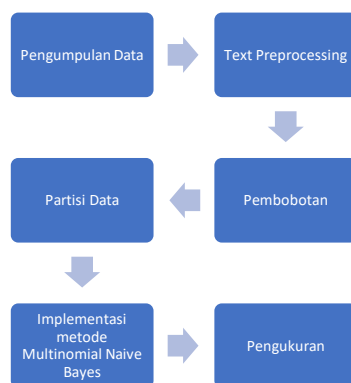 Pengumpulan Data
Text Preprocessing
Pembobotan
Partisi Data
Implementasi
metode
Multinomial Naive
Bayes
Pengukuran